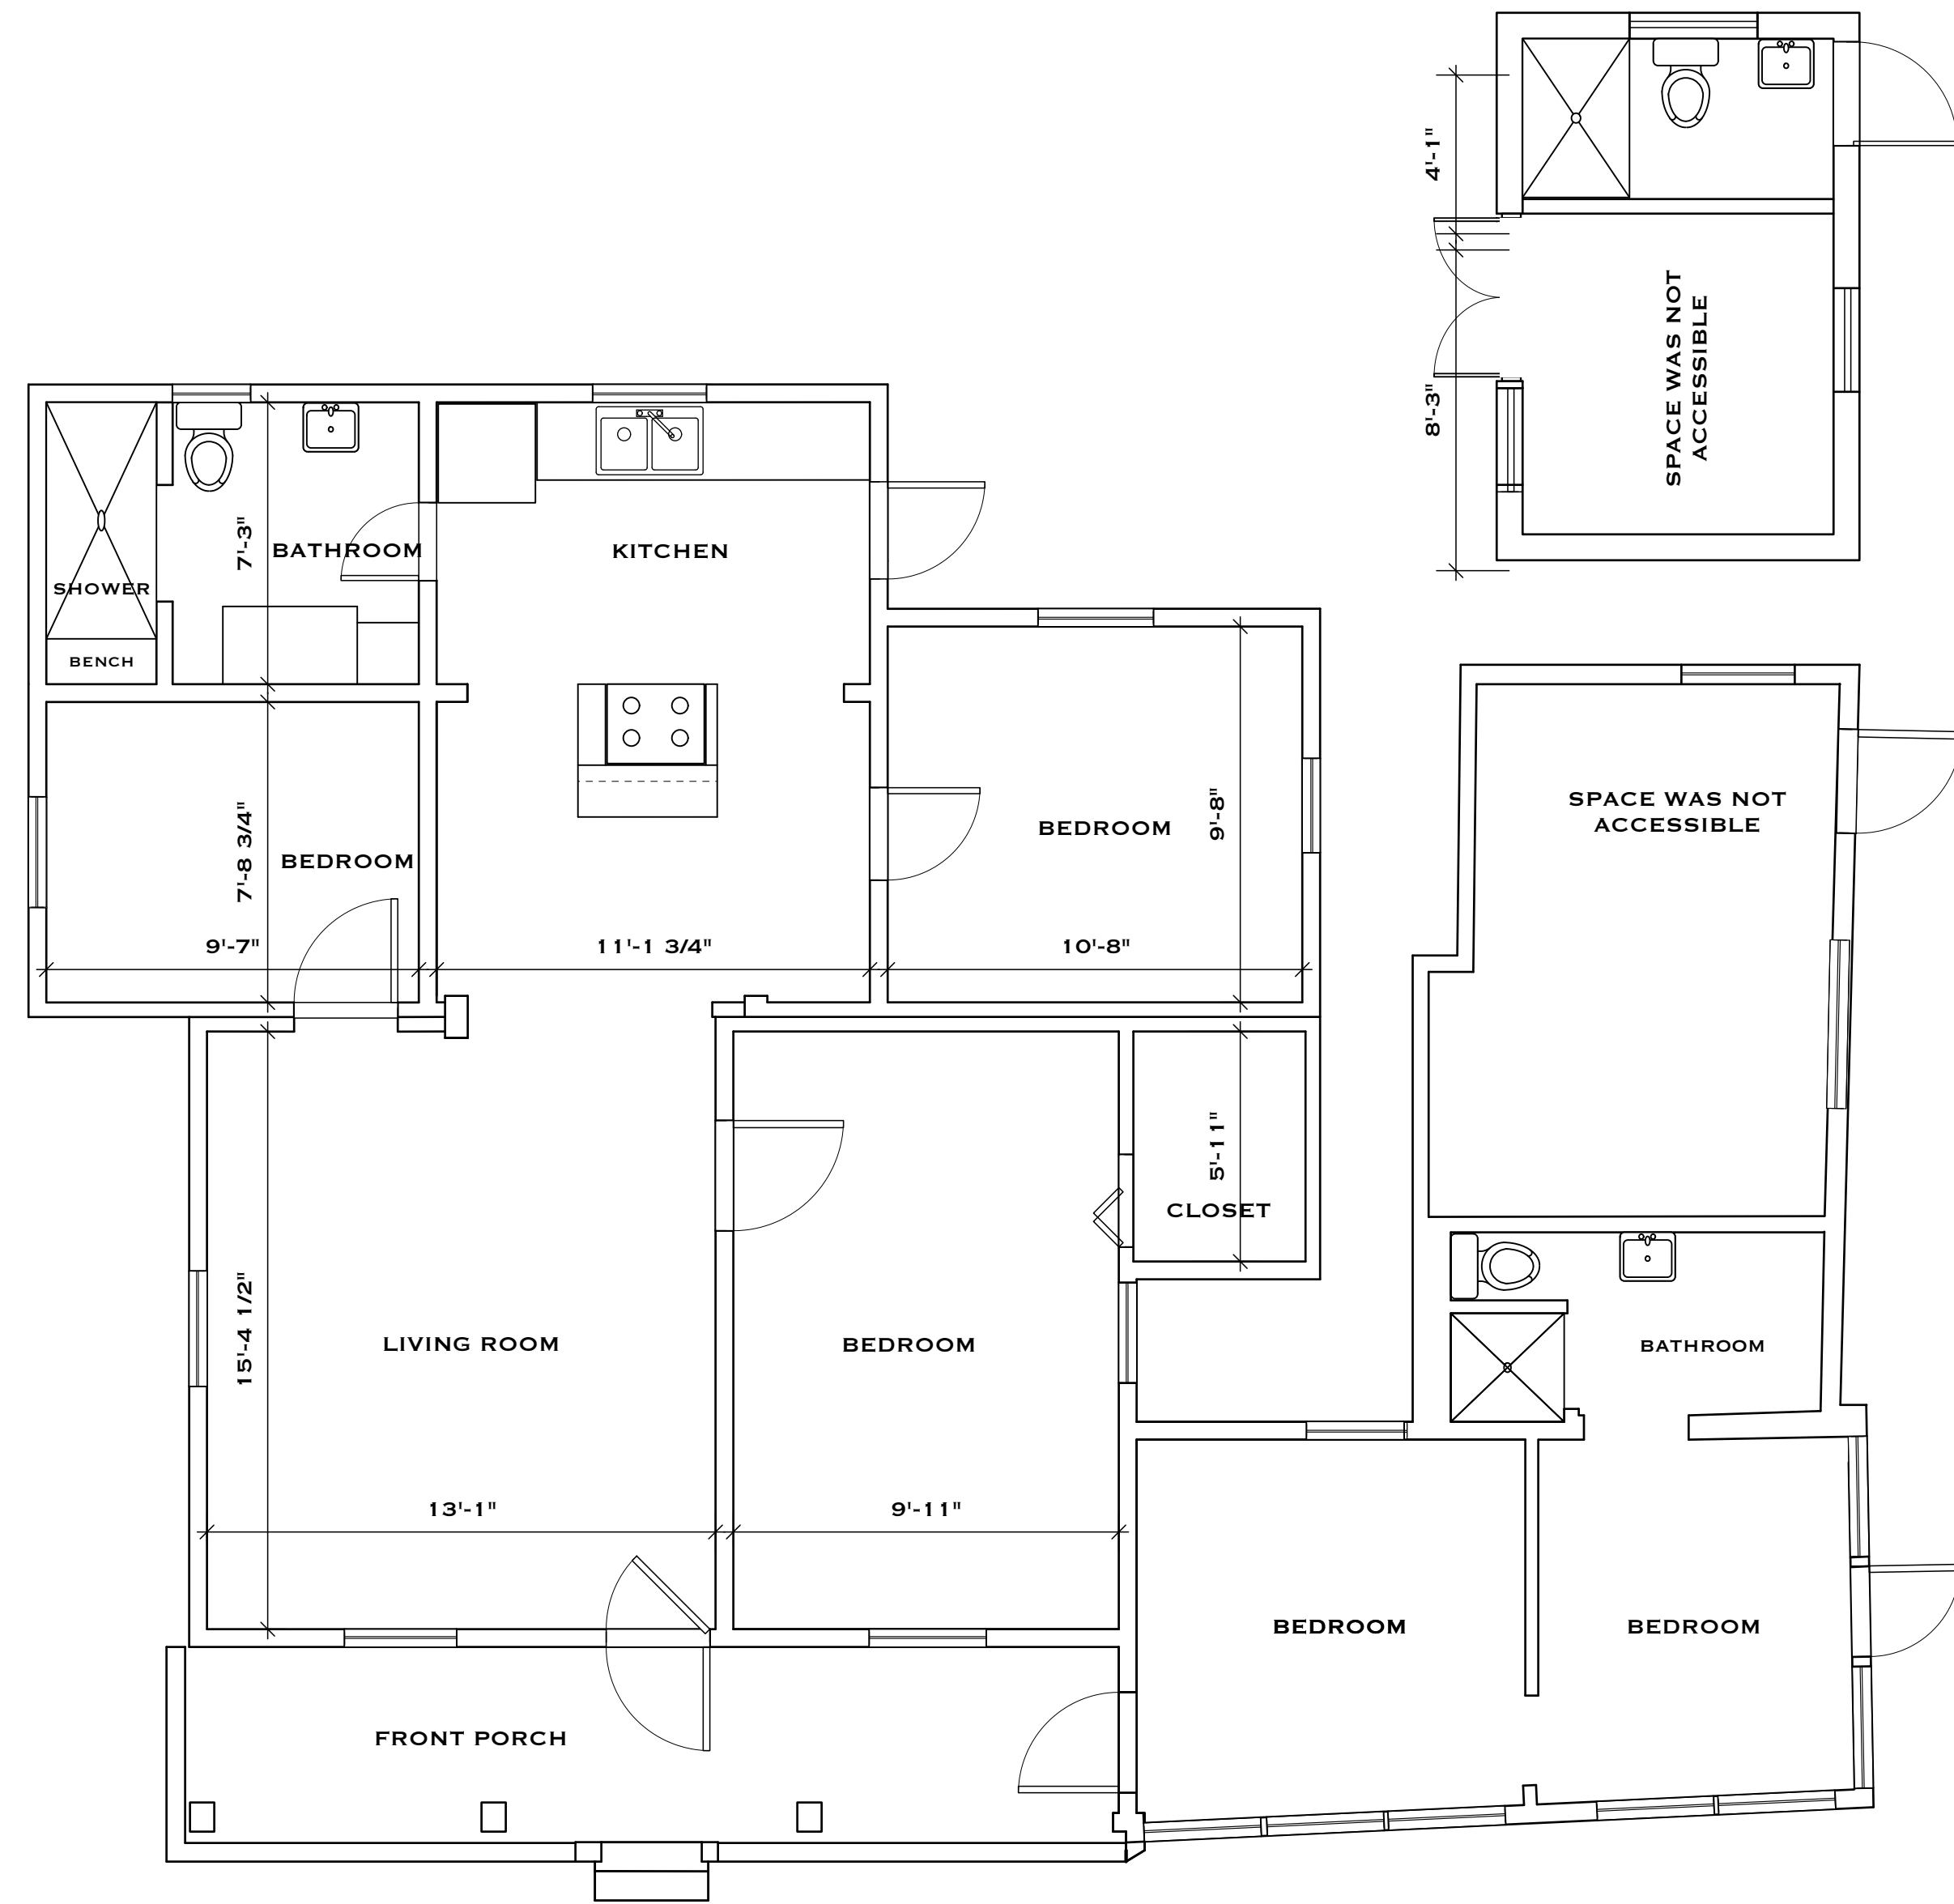 4'-1"
8'-3"
SPACE WAS NOT
ACCESSIBLE
7'-3"
BATHROOM
KITCHEN
SHOWER
BENCH
7'-8 3/4"
BEDROOM
9'-7"
11'-1 3/4"
BEDROOM
9'-8"
10'-8"
SPACE WAS NOT
ACCESSIBLE
5'-11"
CLOSET
15'-4 1/2"
LIVING ROOM
BEDROOM
BATHROOM
13'-1"
9'-11"
BEDROOM
BEDROOM
FRONT PORCH